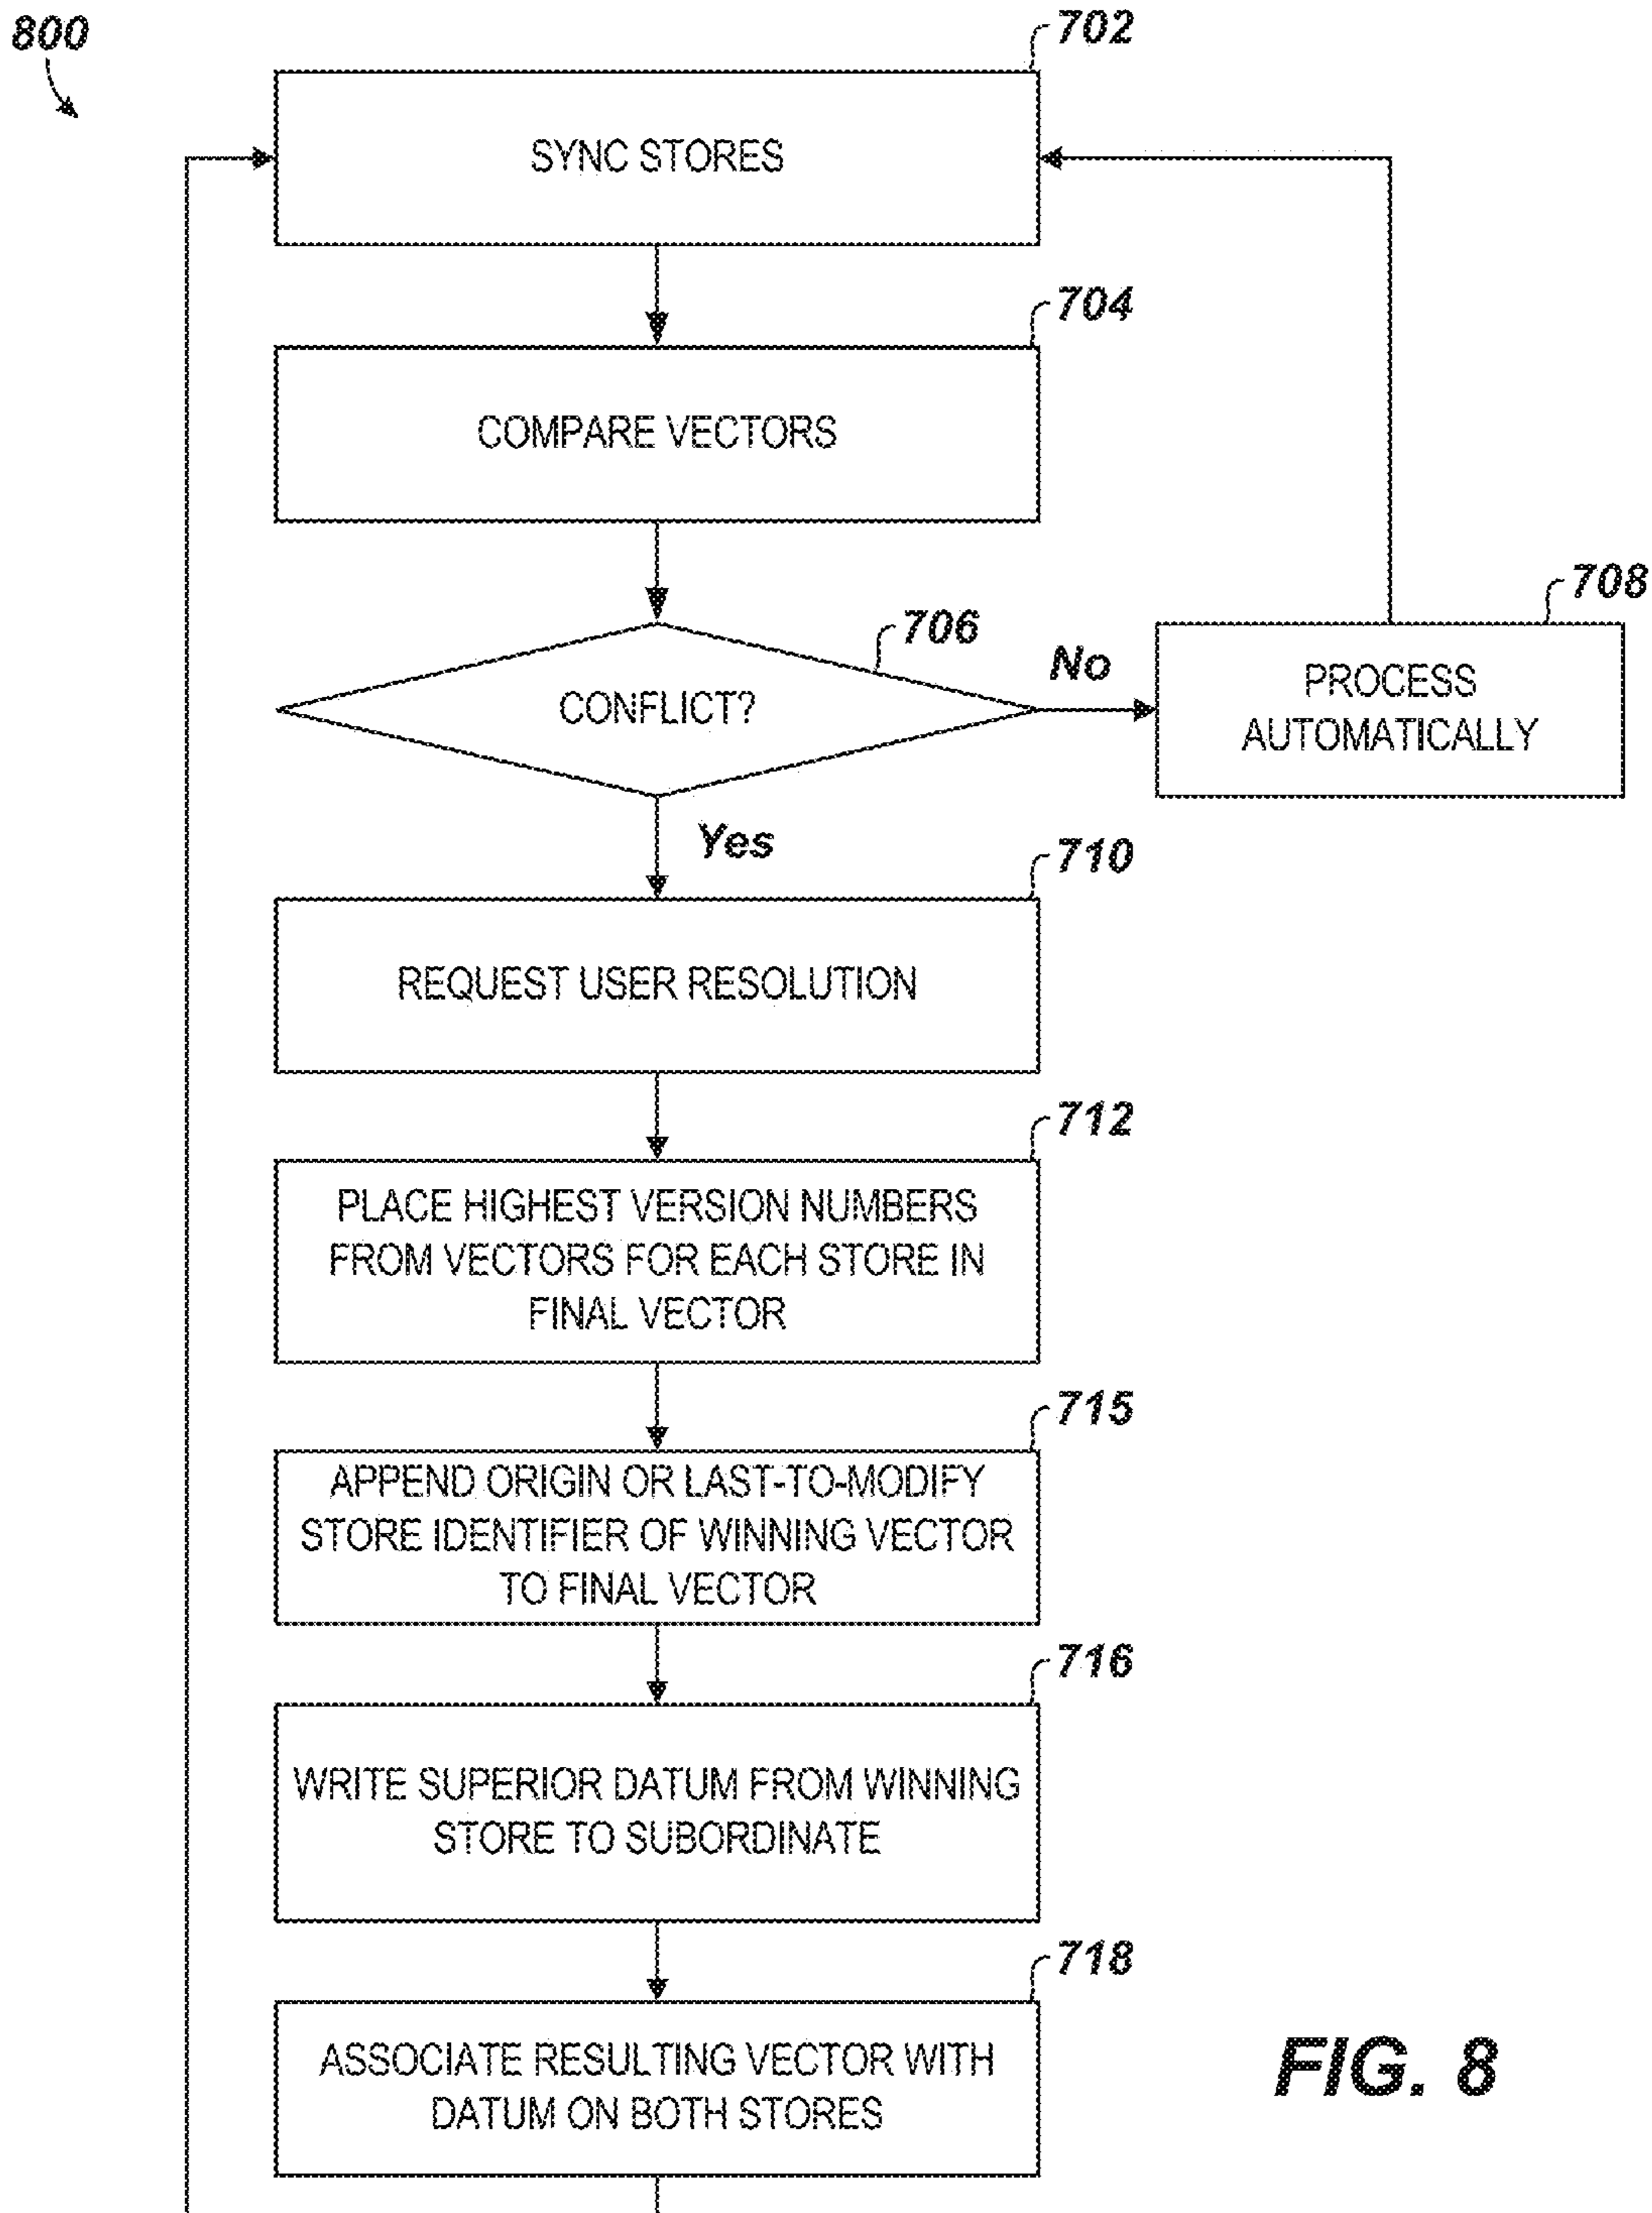 800
702
SYNC STORES
704
COMPARE VECTORS
706
CONFLICT?
No
708
PROCESS
AUTOMATICALLY
Yes
710
REQUEST USER RESOLUTION
712
PLACE HIGHEST VERSION NUMBERS
FROM VECTORS FOR EACH STORE IN
FINAL VECTOR
715
APPEND ORIGIN OR LAST-TO-MODIFY
STORE IDENTIFIER OF WINNING VECTOR
TO FINAL VECTOR
716
WRITE SUPERIOR DATUM FROM WINNING
STORE TO SUBORDINATE
718
ASSOCIATE RESULTING VECTOR WITH
DATUM ON BOTH STORES
FIG. 8